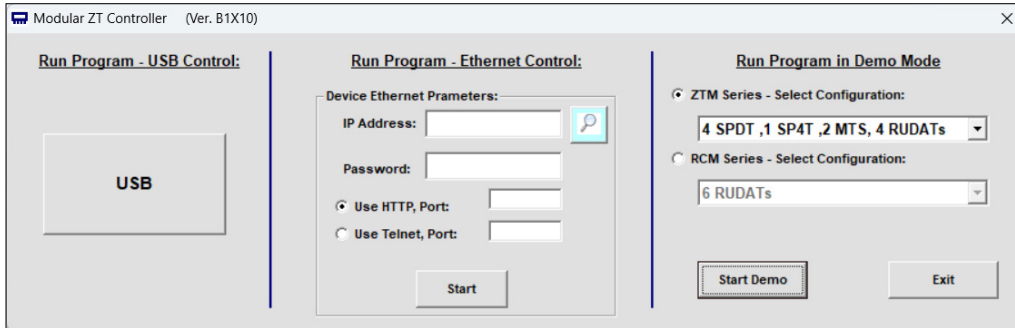 Modular ZT Controller (Ver. B1X10)
Run Program - USB Control:
USB
Run Program - Ethernet Control:
Device Ethernet Prameters:
IP Address:
Password:
Use HTTP, Port:
Use Telnet, Port:
Start
Run Program in Demo Mode
ZTM Series - Select Configuration:
4 SPDT ,1 SP4T ,2 MTS, 4 RUDATs
RCM Series - Select Configuration:
6 RUDATs
Start Demo
Exit